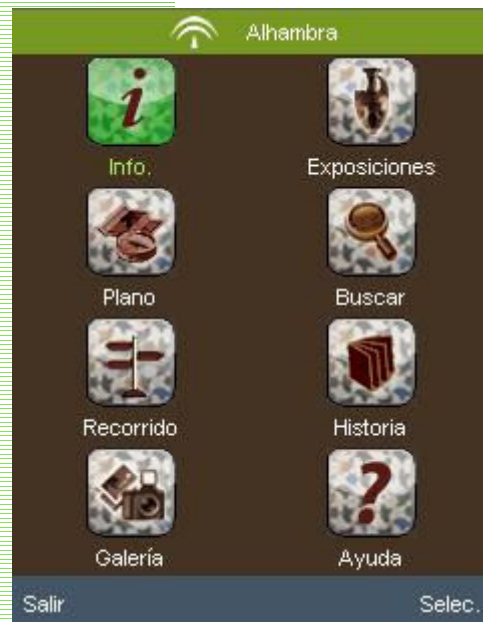 Alhambra
Info. Exposiciones
Plano Buscar
Recorrido Historia
Galería Ayuda
Salir Selec.